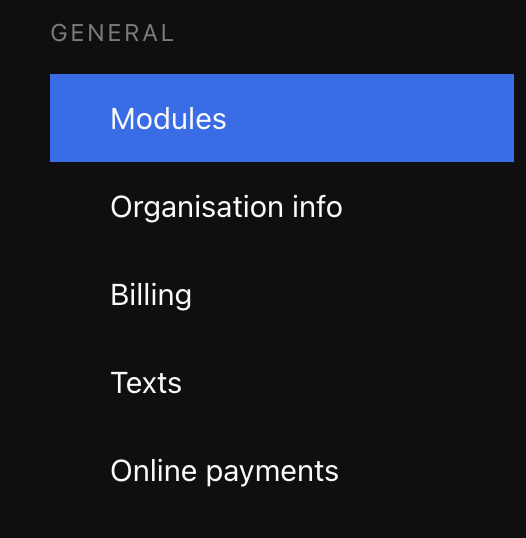 GENERAL
Modules
Organisation info
Billing
Texts
Online payments